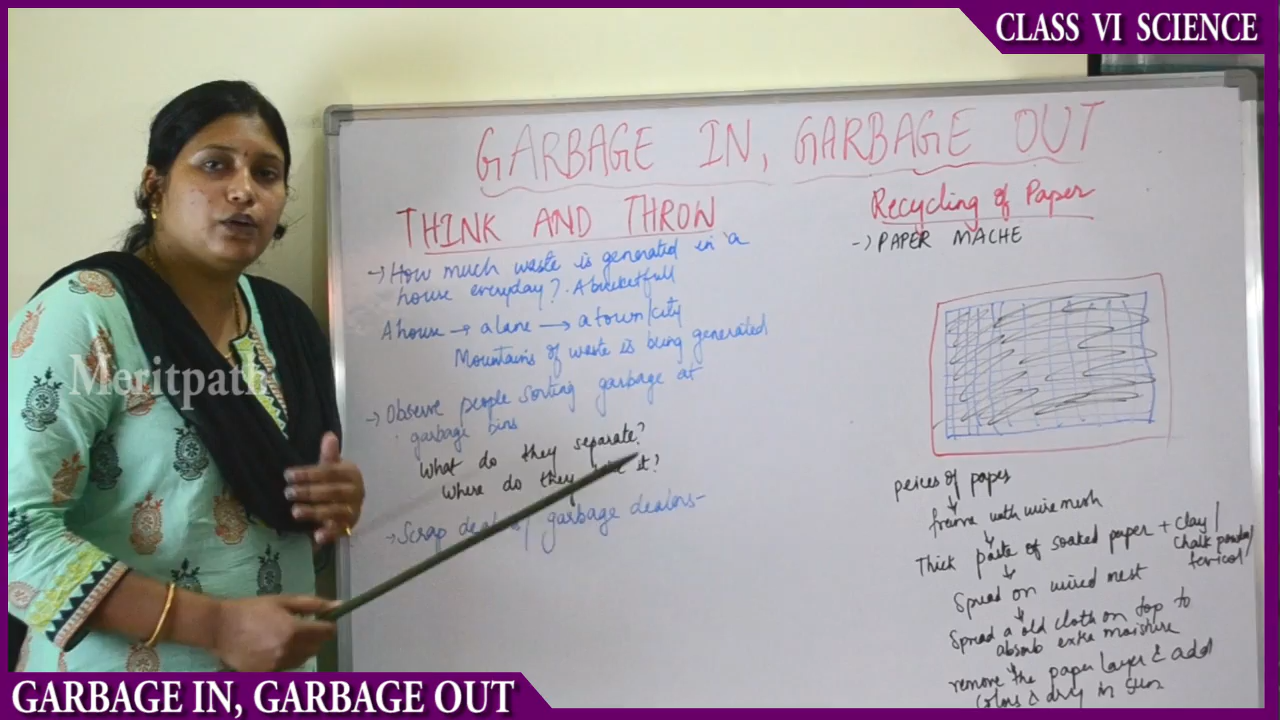 CLASS VI SCIENCE
GARBAGE IN, GARBAGE OUT
THINK AND THROW
→ How much waste is generated in a
house everyday? A bucketfull
A house → a lane → a town/city
Mountains of waste is being generated
→ Observe people sorting garbage at
garbage bins
What do they separate?
Where do they it?
→ Scrap dealers/ garbage dealers-
Recycling of Paper
→ PAPER MACHE
peices of paper
↓
frame with wire mesh
↓
Thick paste of soaked paper + clay /
chalk powder/
fevicol
↓
Spread on wired mest
↓
Spread a old cloth on top to
absorb extra moisture
↓
remove the paper layer & add
colors & dry in sun
Meritpath
GARBAGE IN, GARBAGE OUT